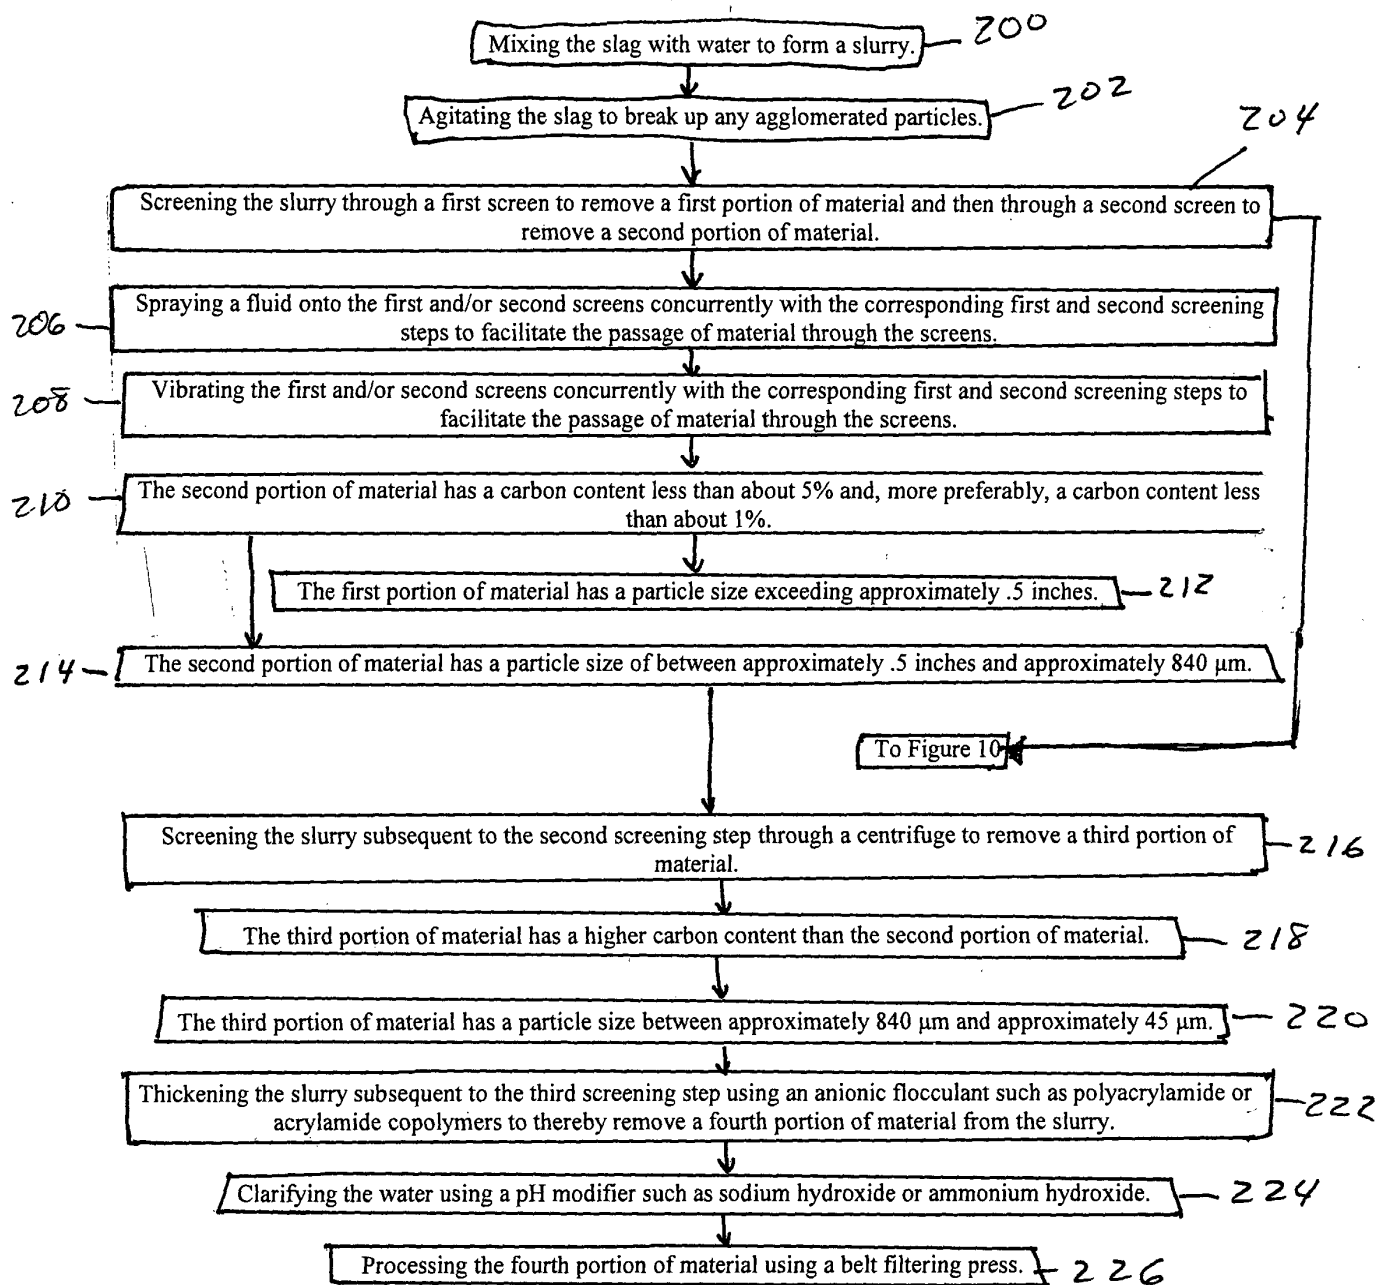 Mixing the slag with water to form a slurry.
200
Agitating the slag to break up any agglomerated particles.
202
204
Screening the slurry through a first screen to remove a first portion of material and then through a second screen to
remove a second portion of material.
206
Spraying a fluid onto the first and/or second screens concurrently with the corresponding first and second screening
steps to facilitate the passage of material through the screens.
208
Vibrating the first and/or second screens concurrently with the corresponding first and second screening steps to
facilitate the passage of material through the screens.
210
The second portion of material has a carbon content less than about 5% and, more preferably, a carbon content less
than about 1%.
The first portion of material has a particle size exceeding approximately .5 inches.
212
214
The second portion of material has a particle size of between approximately .5 inches and approximately 840 µm.
To Figure 10
Screening the slurry subsequent to the second screening step through a centrifuge to remove a third portion of
material.
216
The third portion of material has a higher carbon content than the second portion of material.
218
The third portion of material has a particle size between approximately 840 µm and approximately 45 µm.
220
Thickening the slurry subsequent to the third screening step using an anionic flocculant such as polyacrylamide or
acrylamide copolymers to thereby remove a fourth portion of material from the slurry.
222
Clarifying the water using a pH modifier such as sodium hydroxide or ammonium hydroxide.
224
Processing the fourth portion of material using a belt filtering press.
226